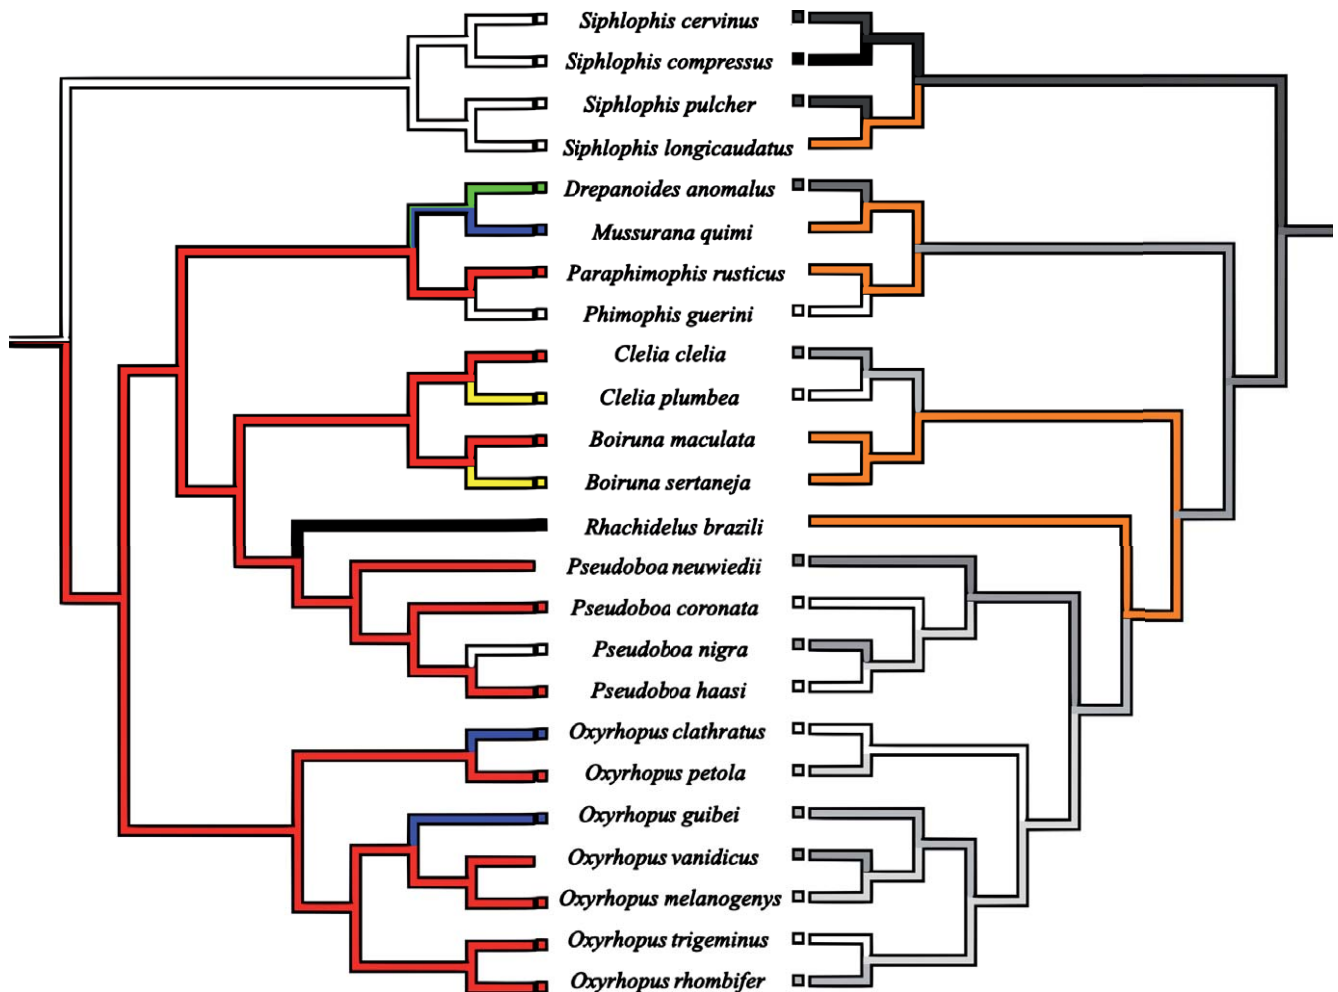 Siphlophis cervinus
Siphlophis compressus
Siphlophis pulcher
Siphlophis longicaudatus
Drepanoides anomalus
Mussurana quimi
Paraphimophis rusticus
Phimophis guerini
Clelia clelia
Clelia plumbea
Boiruna maculata
Boiruna sertaneja
Rhachidelus brazili
Pseudoboa neuwiedii
Pseudoboa coronata
Pseudoboa nigra
Pseudoboa haasi
Oxyrhopus clathratus
Oxyrhopus petola
Oxyrhopus guibei
Oxyrhopus vanidicus
Oxyrhopus melanogenys
Oxyrhopus trigeminus
Oxyrhopus rhombifer